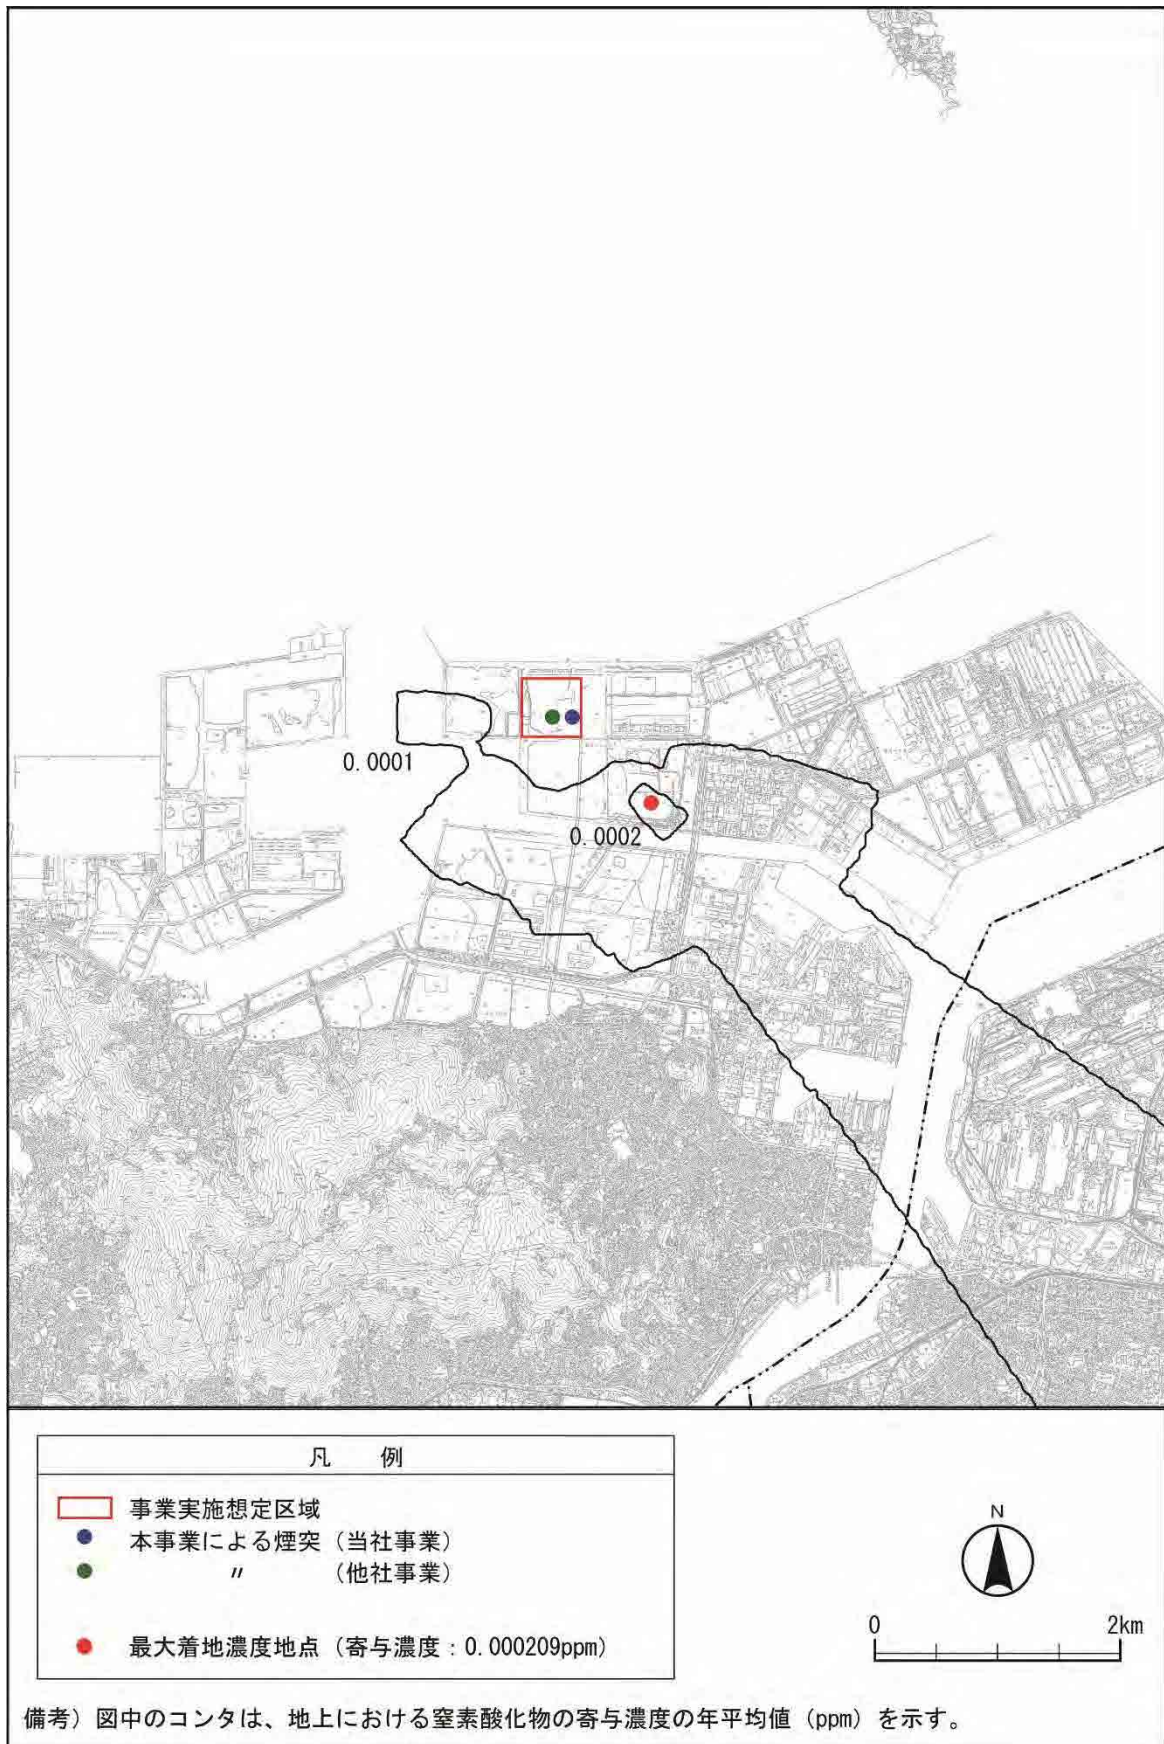 0.0001
0.0002
凡 例
事業実施想定区域
本事業による煙突（当社事業）
〃 （他社事業）
最大着地濃度地点（寄与濃度：0.000209ppm）
N
0 2km
備考）図中のコンタは、地上における窒素酸化物の寄与濃度の年平均値（ppm）を示す。